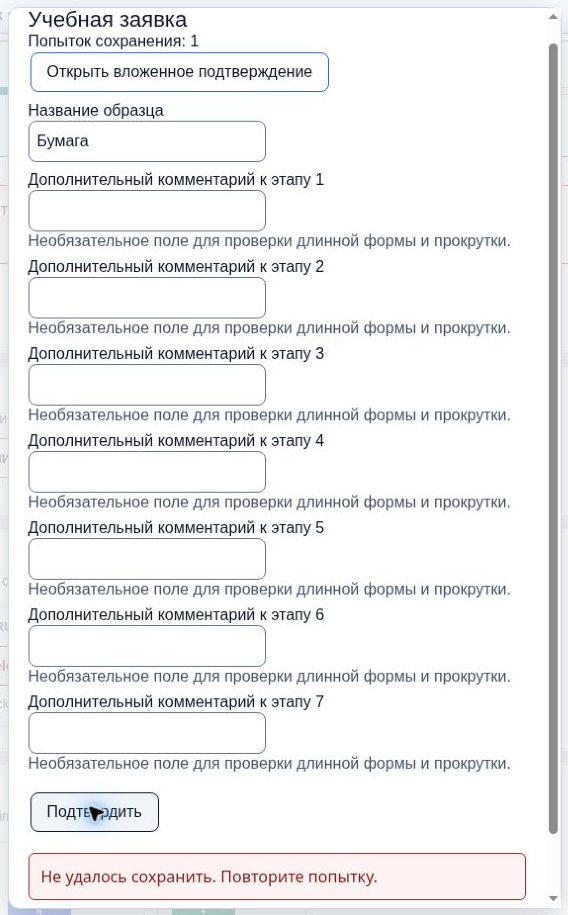 Учебная заявка
Попыток сохранения: 1
Открыть вложенное подтверждение
Название образца
Бумага
Дополнительный комментарий к этапу 1
Необязательное поле для проверки длинной формы и прокрутки.
Дополнительный комментарий к этапу 2
Необязательное поле для проверки длинной формы и прокрутки.
Дополнительный комментарий к этапу 3
Необязательное поле для проверки длинной формы и прокрутки.
Дополнительный комментарий к этапу 4
Необязательное поле для проверки длинной формы и прокрутки.
Дополнительный комментарий к этапу 5
Необязательное поле для проверки длинной формы и прокрутки.
Дополнительный комментарий к этапу 6
Необязательное поле для проверки длинной формы и прокрутки.
Дополнительный комментарий к этапу 7
Необязательное поле для проверки длинной формы и прокрутки.
Подтвердить
Не удалось сохранить. Повторите попытку.